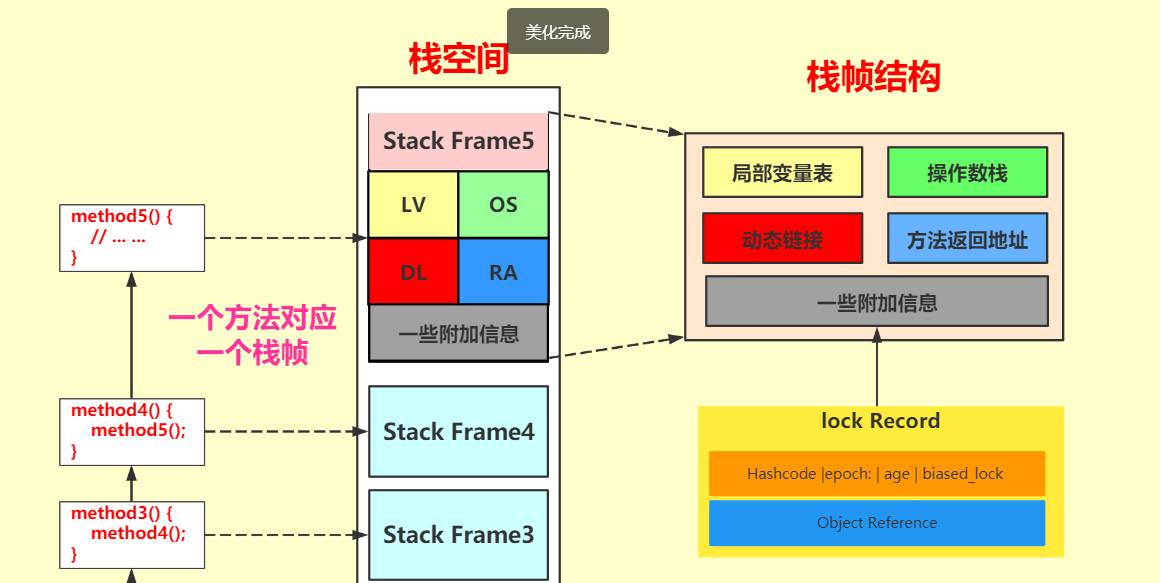 美化完成
栈空间
栈帧结构
Stack Frame5
LV
OS
DL
RA
一些附加信息
局部变量表
操作数栈
动态链接
方法返回地址
一些附加信息
method5() {
// ... ...
}
一个方法对应
一个栈帧
method4() {
method5();
}
Stack Frame4
method3() {
method4();
}
Stack Frame3
lock Record
Hashcode |epoch: | age | biased_lock
Object Reference